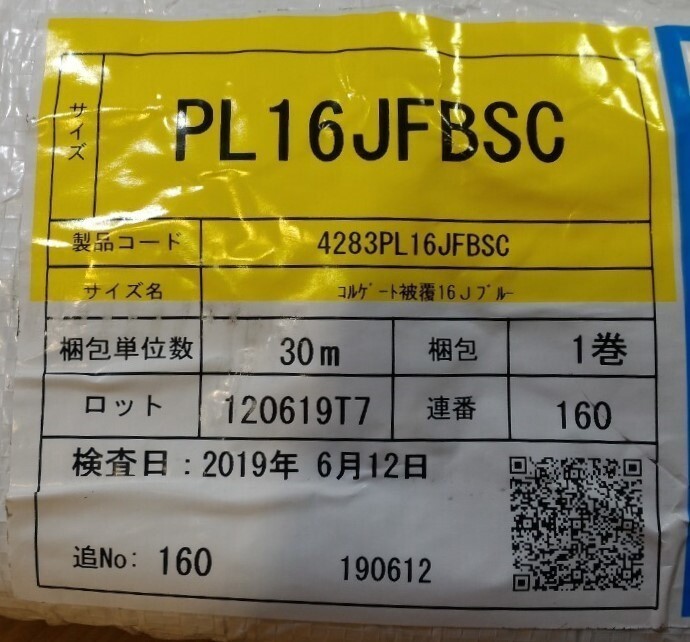 サイズ PL16JFBSC
製品コード 4283PL16JFBSC
サイズ名 ｺﾙｹﾞｰﾄ被覆16Jﾌﾞﾙｰ
梱包単位数 30m 梱包 1巻
ロット 120619T7 連番 160
検査日：2019年 6月12日
追No: 160 190612